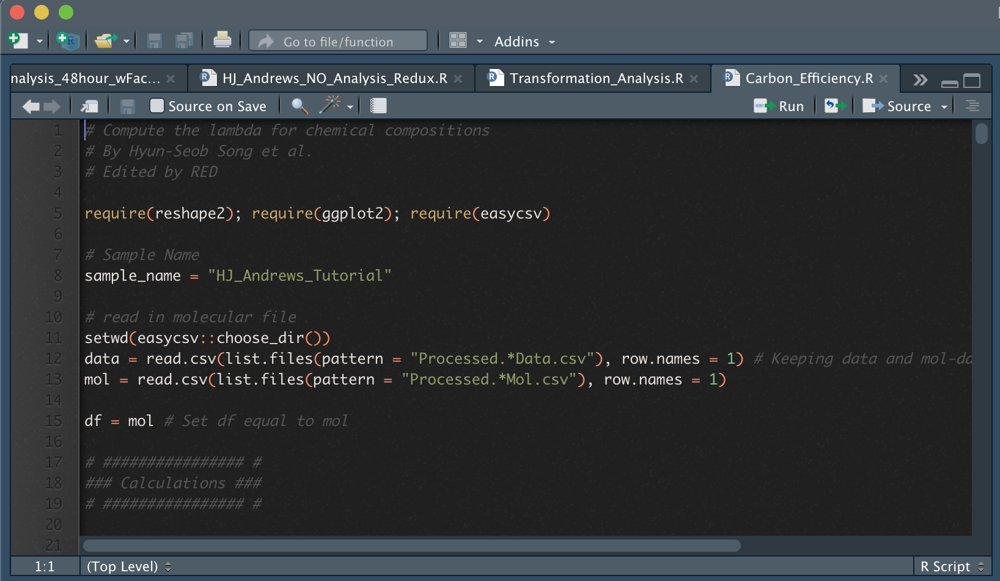 Go to file/function
Addins
nalysis_48hour_wFac...
HJ_Andrews_NO_Analysis_Redux.R
Transformation_Analysis.R
Carbon_Efficiency.R
Source on Save
Run
Source
1 # Compute the lambda for chemical compositions
2 # By Hyun-Seob Song et al.
3 # Edited by RED
4
5 require(reshape2); require(ggplot2); require(easycsv)
6
7 # Sample Name
8 sample_name = "HJ_Andrews_Tutorial"
9
10 # read in molecular file
11 setwd(easycsv::choose_dir())
12 data = read.csv(list.files(pattern = "Processed.*Data.csv"), row.names = 1) # Keeping data and mol-da
13 mol = read.csv(list.files(pattern = "Processed.*Mol.csv"), row.names = 1)
14
15 df = mol # Set df equal to mol
16
17 # ################ #
18 ### Calculations ###
19 # ################ #
20
21
1:1
(Top Level)
R Script